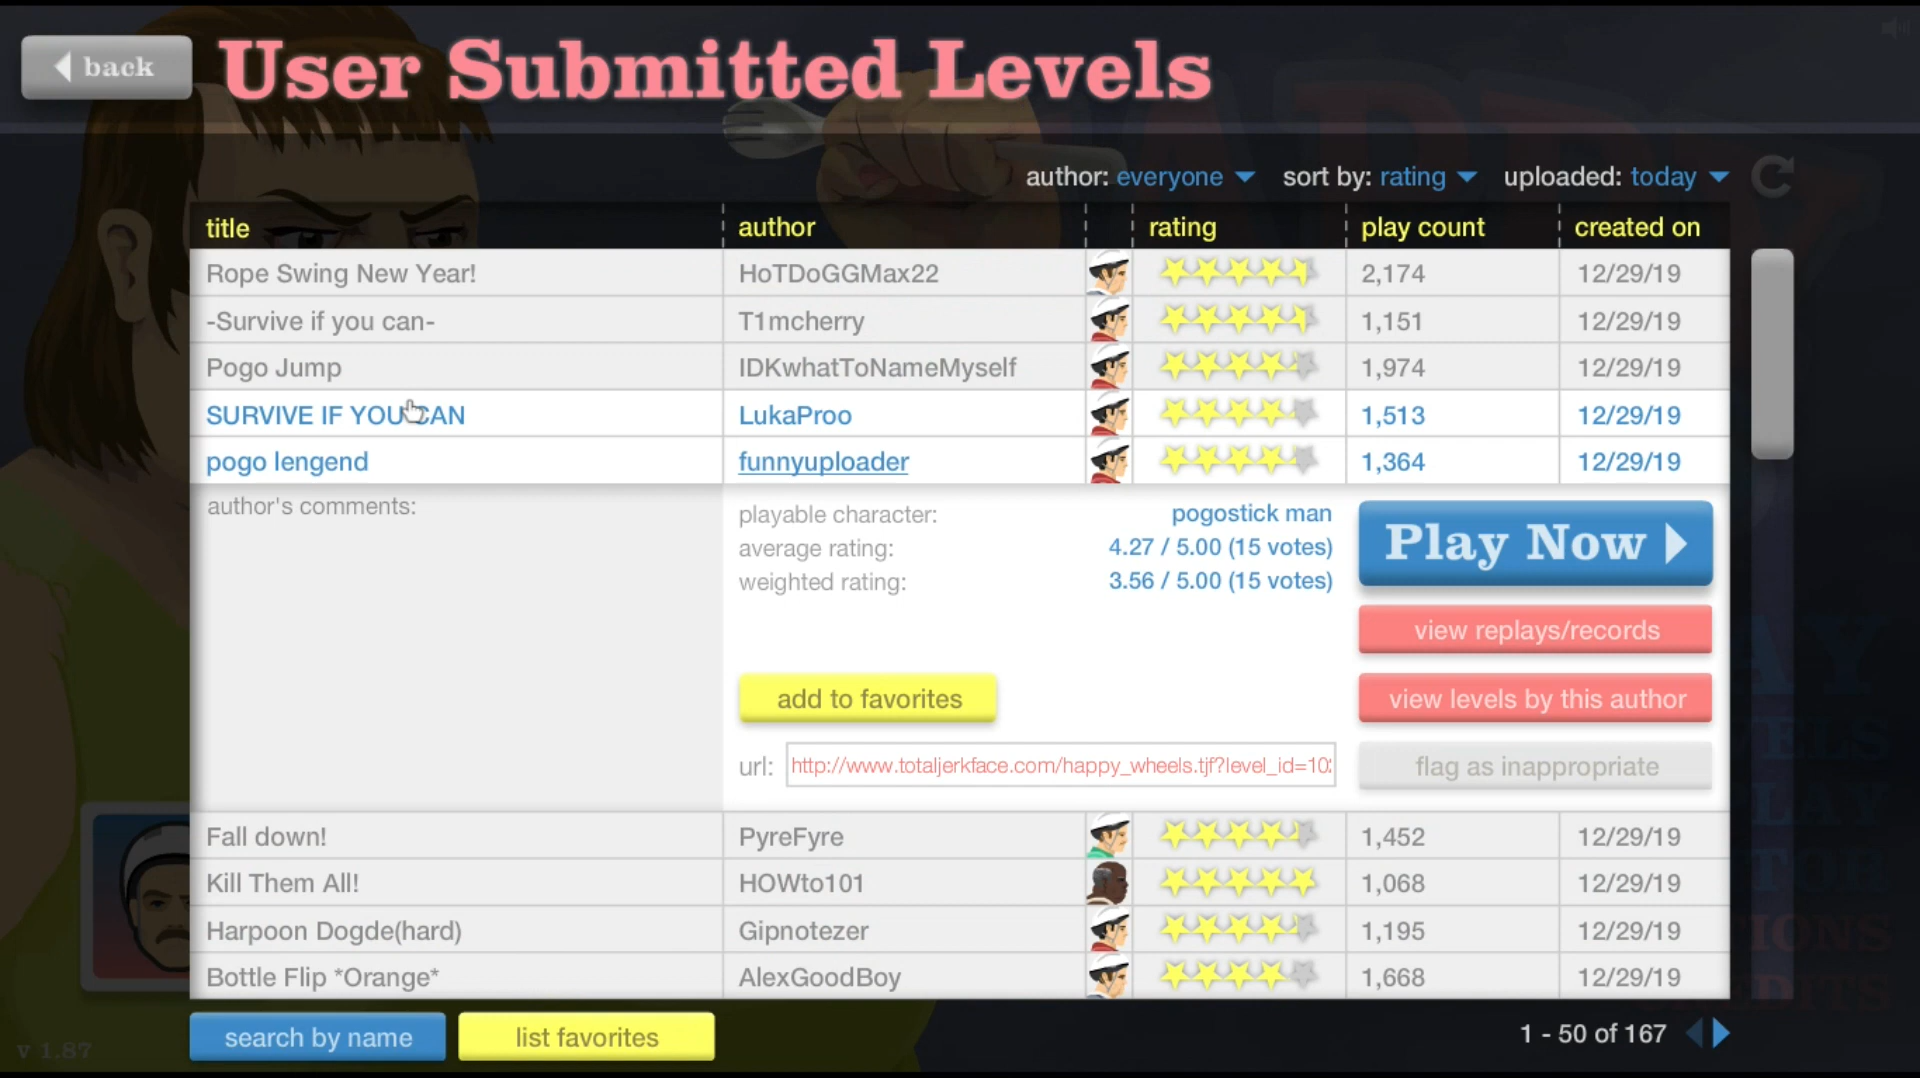 back
User Submitted Levels
author: everyone sort by: rating uploaded: today
title author rating play count created on
Rope Swing New Year! HoTDoGGMax22 2,174 12/29/19
-Survive if you can- T1mcherry 1,151 12/29/19
Pogo Jump IDKwhatToNameMyself 1,974 12/29/19
SURVIVE IF YOU CAN LukaProo 1,513 12/29/19
pogo lengend funnyuploader 1,364 12/29/19
author's comments:
playable character: pogostick man
average rating: 4.27 / 5.00 (15 votes)
weighted rating: 3.56 / 5.00 (15 votes)
Play Now
view replays/records
add to favorites
view levels by this author
url: http://www.totaljerkface.com/happy_wheels.tjf?level_id=10
flag as inappropriate
Fall down! PyreFyre 1,452 12/29/19
Kill Them All! HOWto101 1,068 12/29/19
Harpoon Dogde(hard) Gipnotezer 1,195 12/29/19
Bottle Flip *Orange* AlexGoodBoy 1,668 12/29/19
search by name
list favorites
1 - 50 of 167
v 1.87